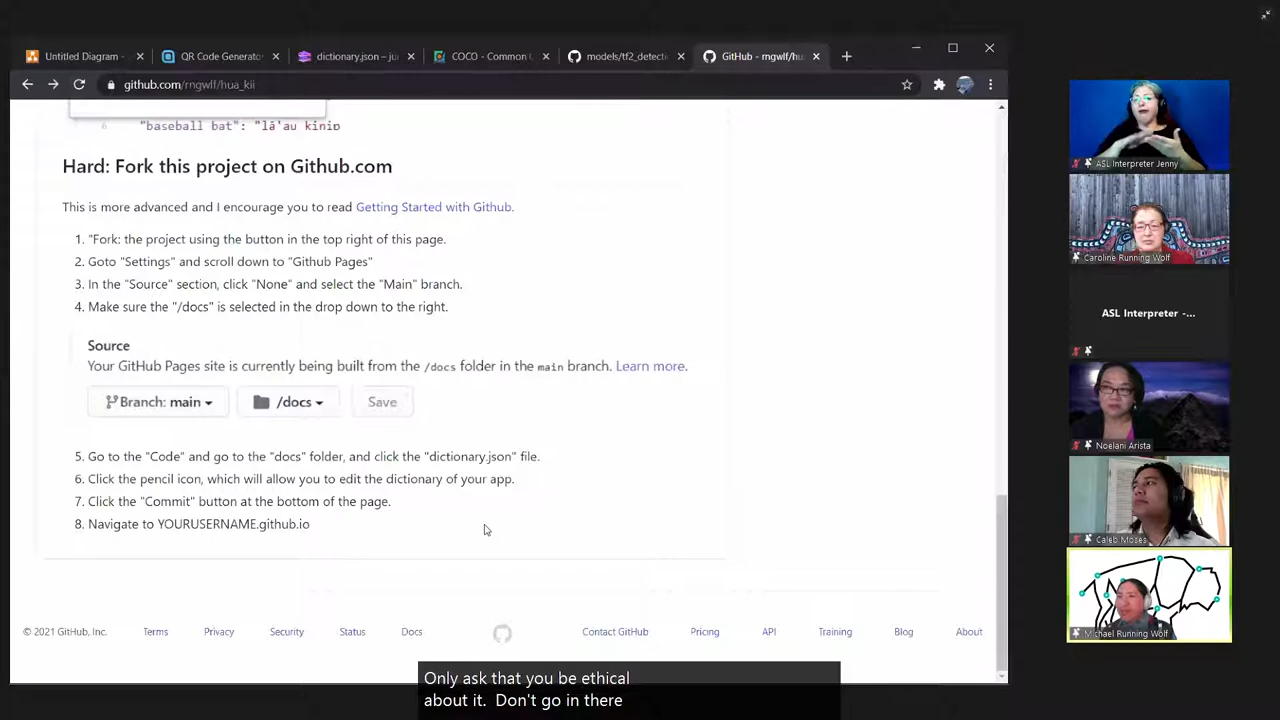 Untitled Diagram -
QR Code Generator
dictionary.json – ju
COCO - Common
models/tf2_detecti
GitHub - rngwlf/hua
github.com/rngwlf/hua_kii
6 "baseball bat": "lāʻau kinip
Hard: Fork this project on Github.com
This is more advanced and I encourage you to read Getting Started with Github.
1. "Fork: the project using the button in the top right of this page.
2. Goto "Settings" and scroll down to "Github Pages"
3. In the "Source" section, click "None" and select the "Main" branch.
4. Make sure the "/docs" is selected in the drop down to the right.
Source
Your GitHub Pages site is currently being built from the /docs folder in the main branch. Learn more.
Branch: main
/docs
Save
5. Go to the "Code" and go to the "docs" folder, and click the "dictionary.json" file.
6. Click the pencil icon, which will allow you to edit the dictionary of your app.
7. Click the "Commit" button at the bottom of the page.
8. Navigate to YOURUSERNAME.github.io
© 2021 GitHub, Inc.
Terms
Privacy
Security
Status
Docs
Contact GitHub
Pricing
API
Training
Blog
About
ASL Interpreter Jenny
Caroline Running Wolf
ASL Interpreter -...
Noelani Arista
Caleb Moses
Michael Running Wolf
Only ask that you be ethical
about it. Don't go in there